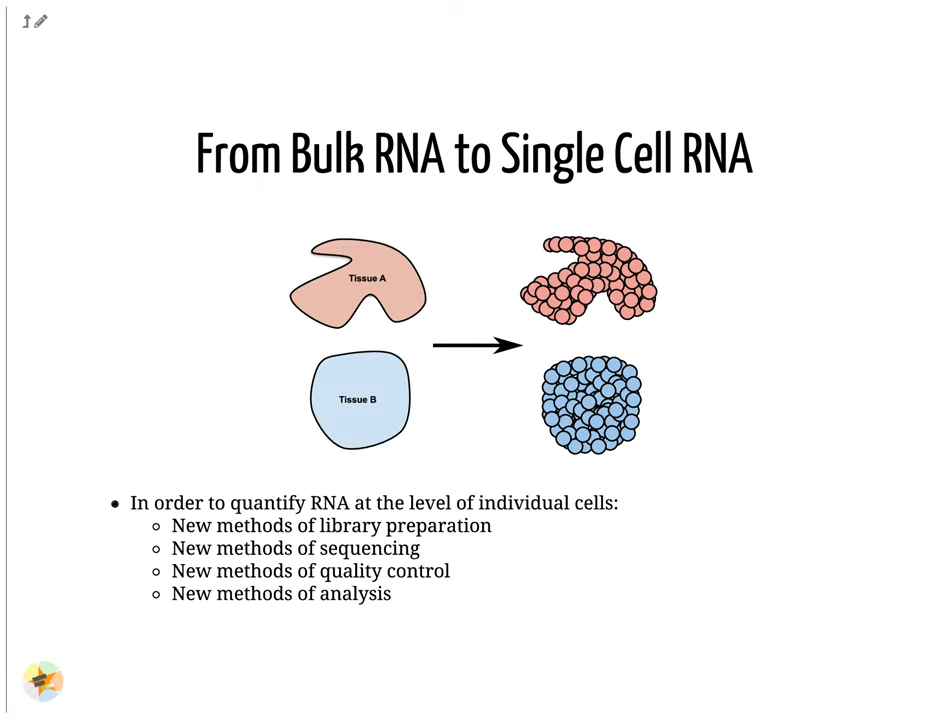 From Bulk RNA to Single Cell RNA
Tissue A
Tissue B
In order to quantify RNA at the level of individual cells:
New methods of library preparation
New methods of sequencing
New methods of quality control
New methods of analysis